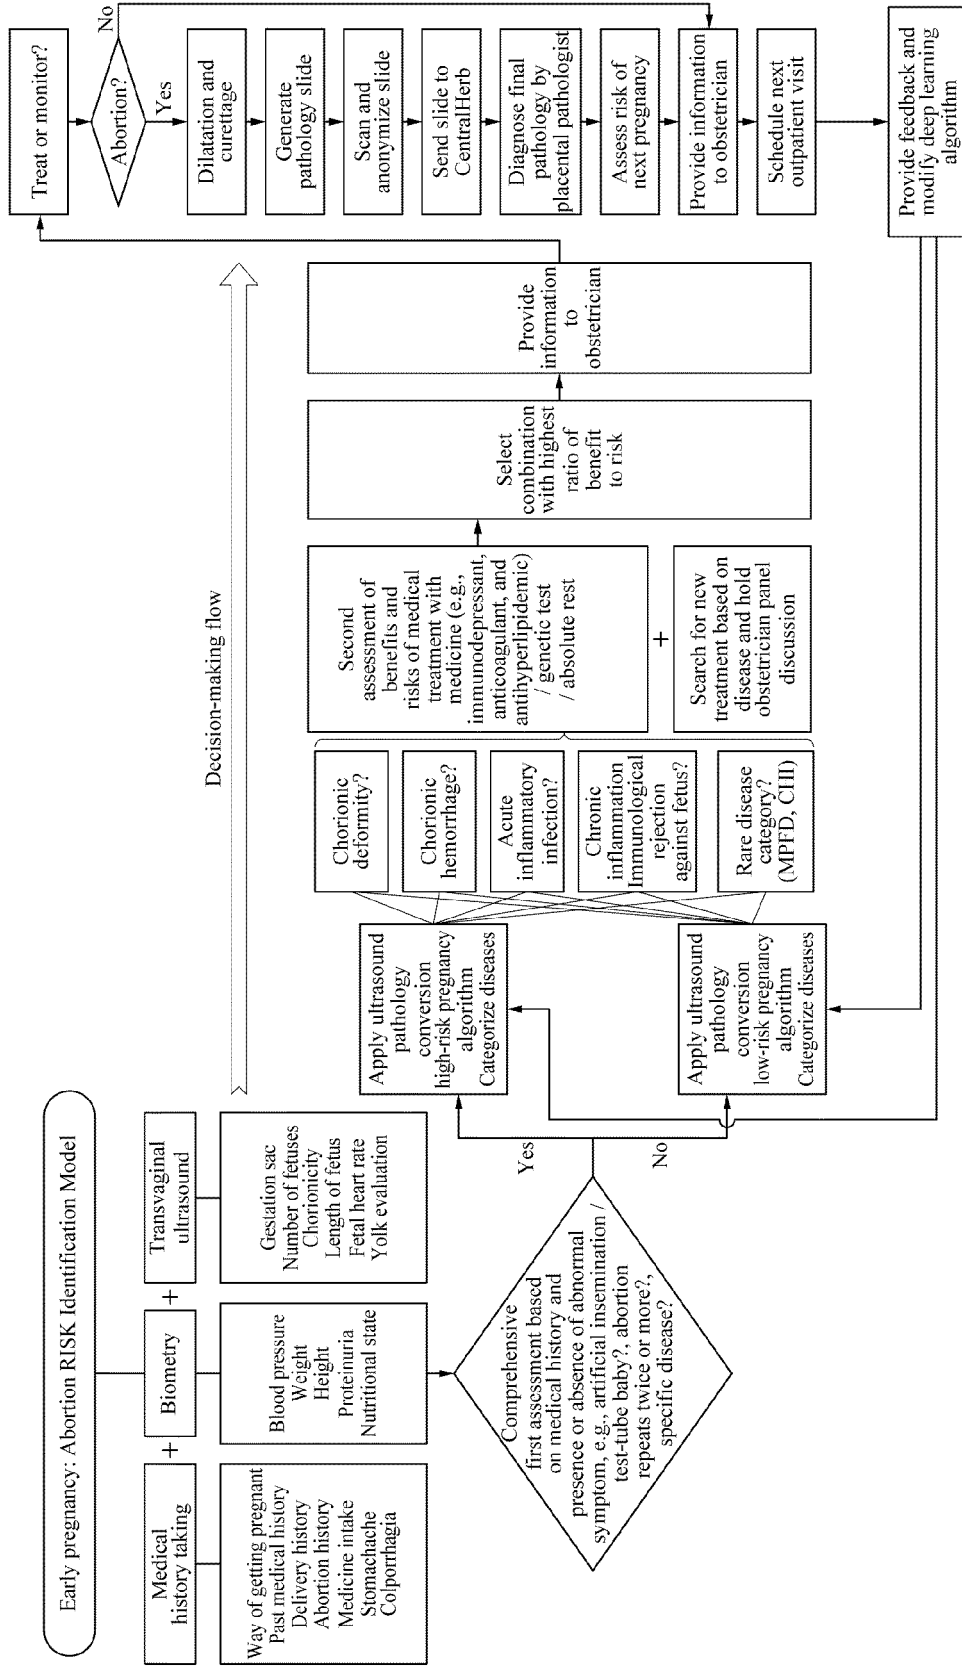 Early pregnancy: Abortion RISK Identification Model
Medical
history taking
+
Biometry
+
Transvaginal
ultrasound
Way of getting pregnant
Past medical history
Delivery history
Abortion history
Medicine intake
Stomachache
Colporrhagia
Blood pressure
Weight
Height
Proteinuria
Nutritional state
Gestation sac
Number of fetuses
Chorionicity
Length of fetus
Fetal heart rate
Yolk evaluation
Comprehensive
first assessment based
on medical history and
presence or absence of abnormal
symptom, e.g., artificial insemination /
test-tube baby?, abortion
repeats twice or more?,
specific disease?
Yes
No
Decision-making flow
Apply ultrasound
pathology
conversion
high-risk pregnancy
algorithm
Categorize diseases
Apply ultrasound
pathology
conversion
low-risk pregnancy
algorithm
Categorize diseases
Chorionic
deformity?
Chorionic
hemorrhage?
Acute
inflammatory
infection?
Chronic
inflammation
Immunological
rejection
against fetus?
Rare disease
category?
(MPFD, CHI)
Second
assessment of
benefits and
risks of medical
treatment with
medicine (e.g.,
immunodepressant,
anticoagulant, and
antihyperlipidemic)
/ genetic test
/ absolute rest
+
Search for new
treatment based on
disease and hold
obstetrician panel
discussion
Select
combination
with highest
ratio of
benefit
to risk
Provide
information
to
obstetrician
Treat or monitor?
Abortion?
No
Yes
Dilatation and
curettage
Generate
pathology slide
Scan and
anonymize slide
Send slide to
CentralHerb
Diagnose final
pathology by
placental pathologist
Assess risk of
next pregnancy
Provide information
to obstetrician
Schedule next
outpatient visit
Provide feedback and
modify deep learning
algorithm